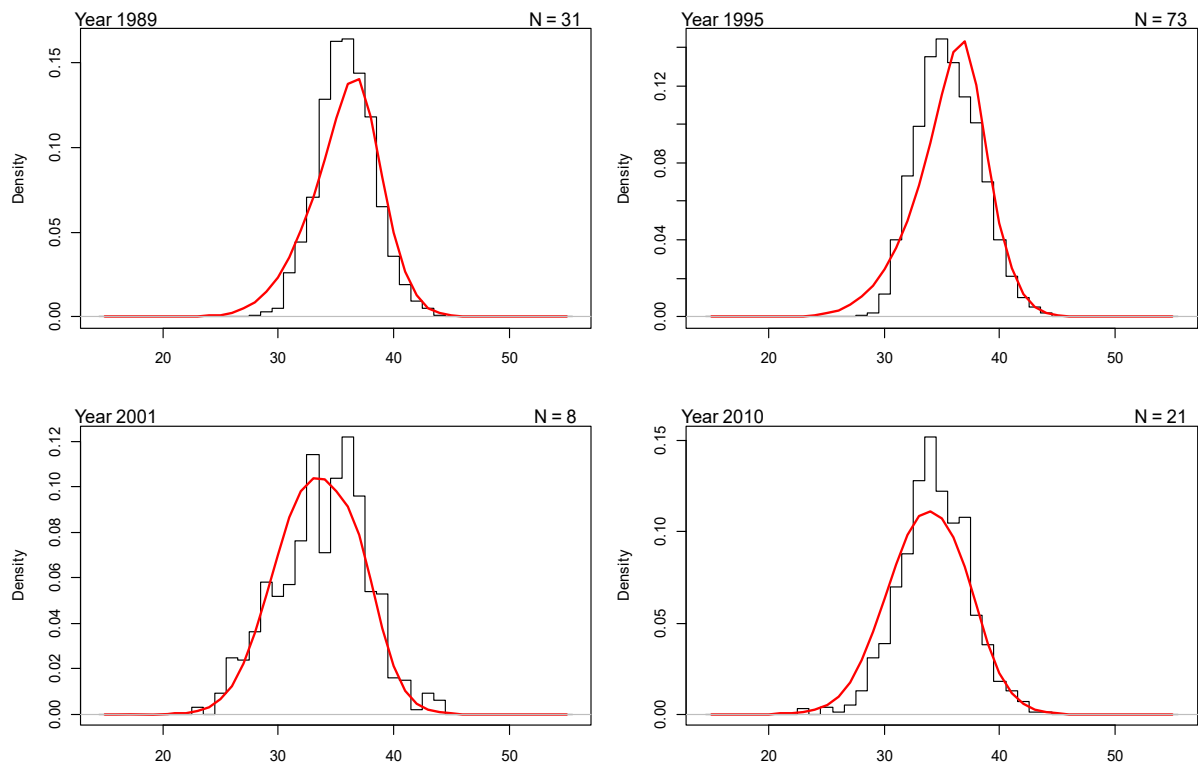 Year 1989 N = 31
Density
0.00 0.05 0.10 0.15
20 30 40 50
Year 1995 N = 73
Density
0.00 0.04 0.08 0.12
20 30 40 50
Year 2001 N = 8
Density
0.00 0.02 0.04 0.06 0.08 0.10 0.12
20 30 40 50
Year 2010 N = 21
Density
0.00 0.05 0.10 0.15
20 30 40 50